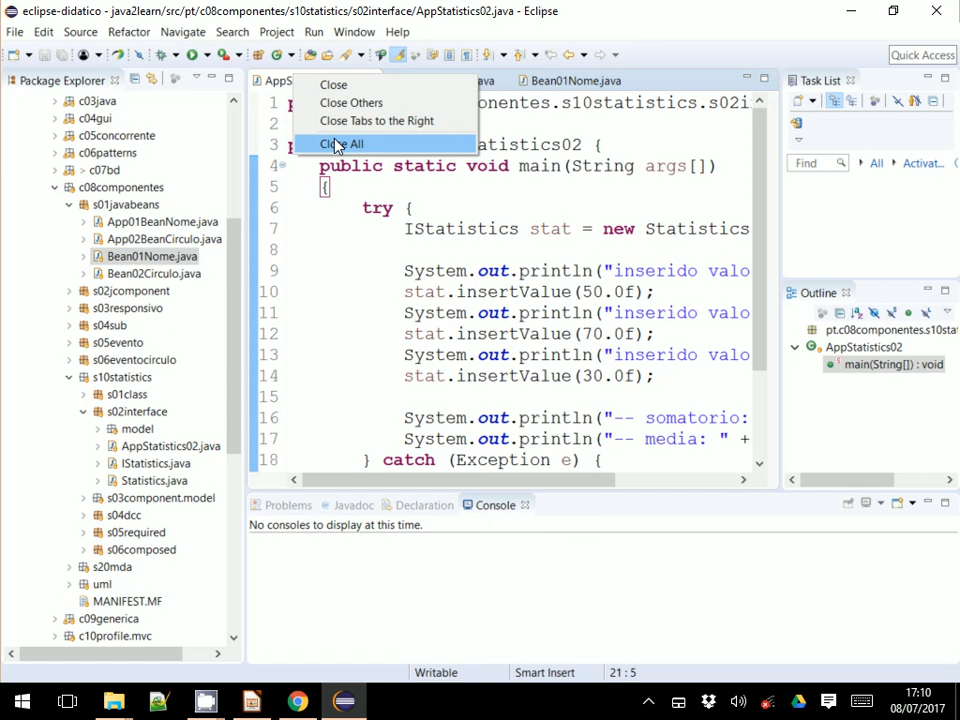 eclipse-didatico - java2learn/src/pt/c08componentes/s10statistics/s02interface/AppStatistics02.java - Eclipse
File Edit Source Refactor Navigate Search Project Run Window Help
Quick Access
Package Explorer
c03java
c04gui
c05concorrente
c06patterns
> c07bd
c08componentes
s01javabeans
App01BeanNome.java
App02BeanCirculo.java
Bean01Nome.java
Bean02Circulo.java
s02jcomponent
s03responsivo
s04sub
s05evento
s06eventocirculo
s10statistics
s01class
s02interface
model
AppStatistics02.java
IStatistics.java
Statistics.java
s03component.model
s04dcc
s05required
s06composed
s20mda
uml
MANIFEST.MF
c09generica
c10profile.mvc
AppS
ava
Bean01Nome.java
Close
Close Others
Close Tabs to the Right
Close All
1 p onentes.s10statistic.s02i
2
3 p atistics02 {
4 public static void main(String args[])
5 {
6 try {
7 IStatistics stat = new Statistics
8
9 System.out.println("inserido valo
10 stat.insertValue(50.0f);
11 System.out.println("inserido valo
12 stat.insertValue(70.0f);
13 System.out.println("inserido valo
14 stat.insertValue(30.0f);
15
16 System.out.println("-- somatorio:
17 System.out.println("-- media: " +
18 } catch (Exception e) {
Task List
Find All Activat...
Outline
pt.c08componentes.s10stat
AppStatistics02
main(String[]) : void
Problems Javadoc Declaration Console
No consoles to display at this time.
Writable Smart Insert 21 : 5
17:10
08/07/2017